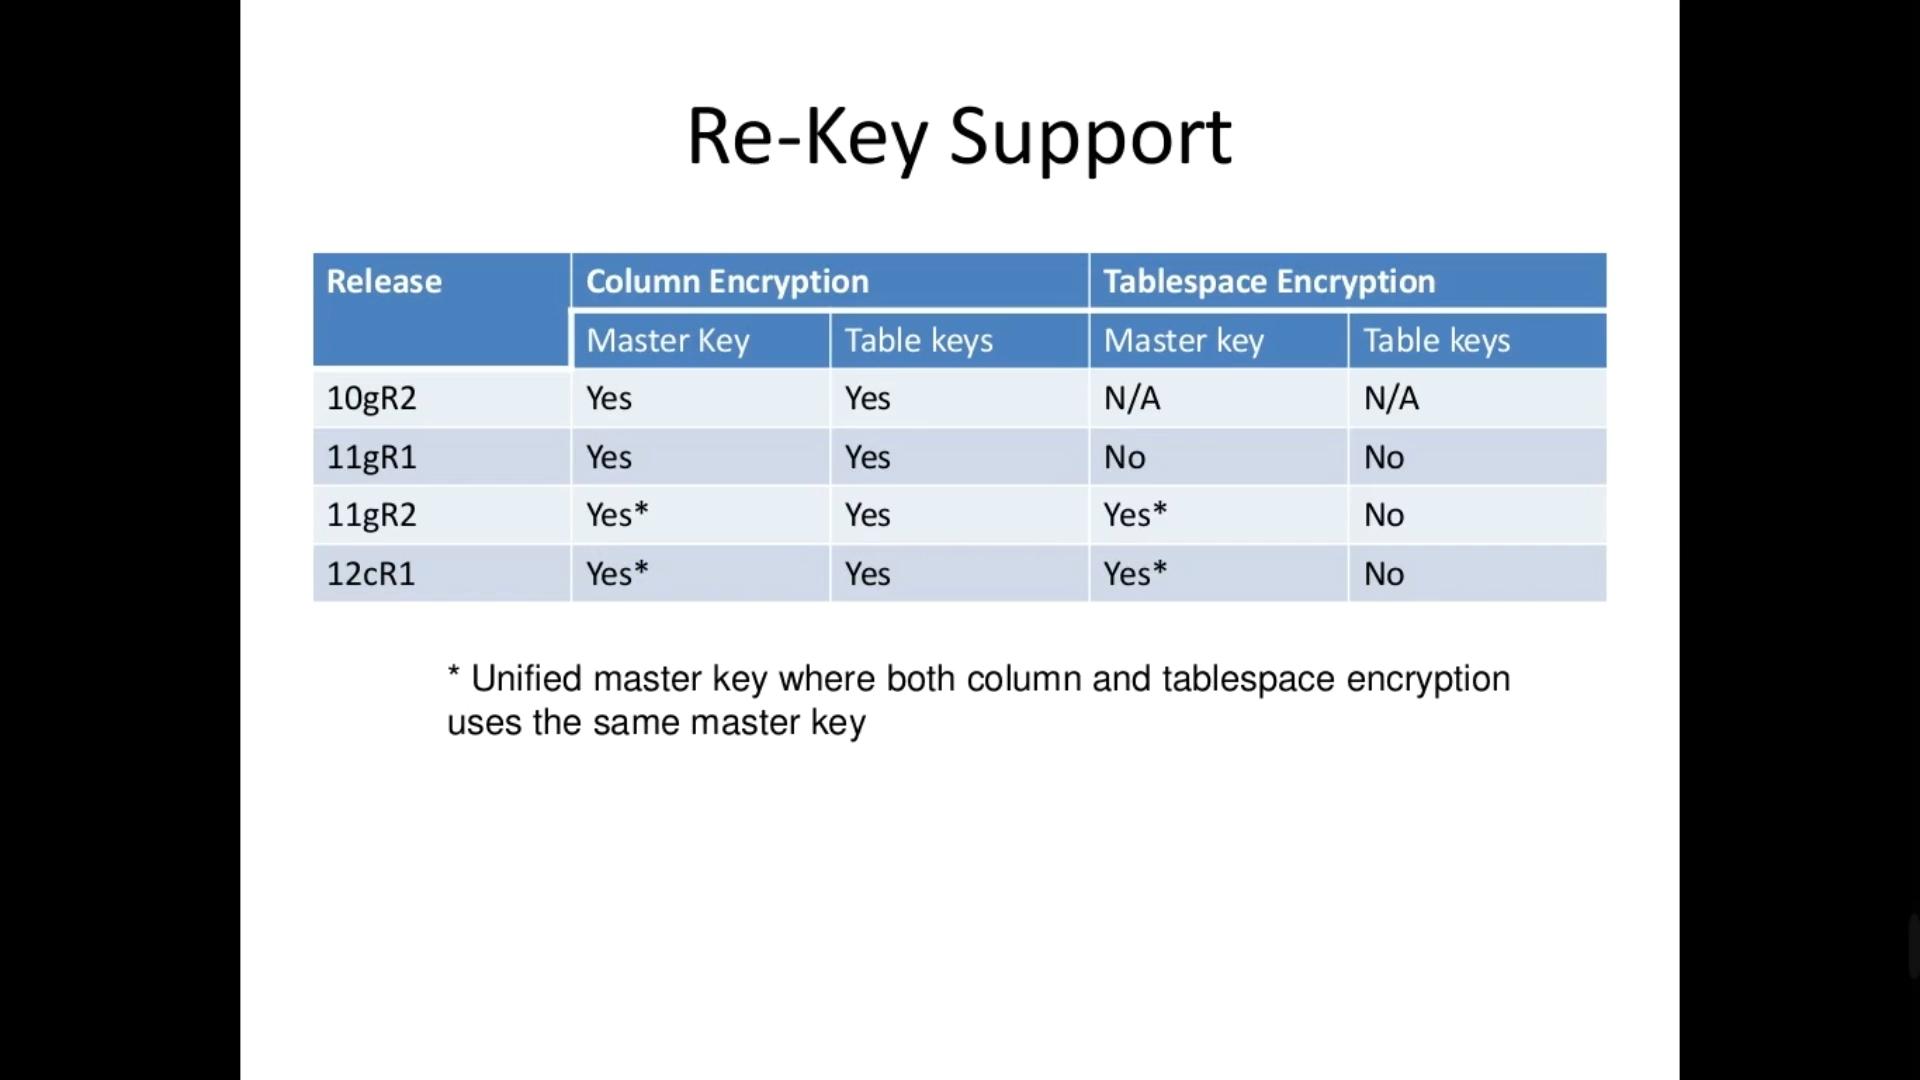 Re-Key Support
Release Column Encryption Tablespace Encryption
Master Key Table keys Master key Table keys
10gR2 Yes Yes N/A N/A
11gR1 Yes Yes No No
11gR2 Yes* Yes Yes* No
12cR1 Yes* Yes Yes* No
* Unified master key where both column and tablespace encryption
uses the same master key